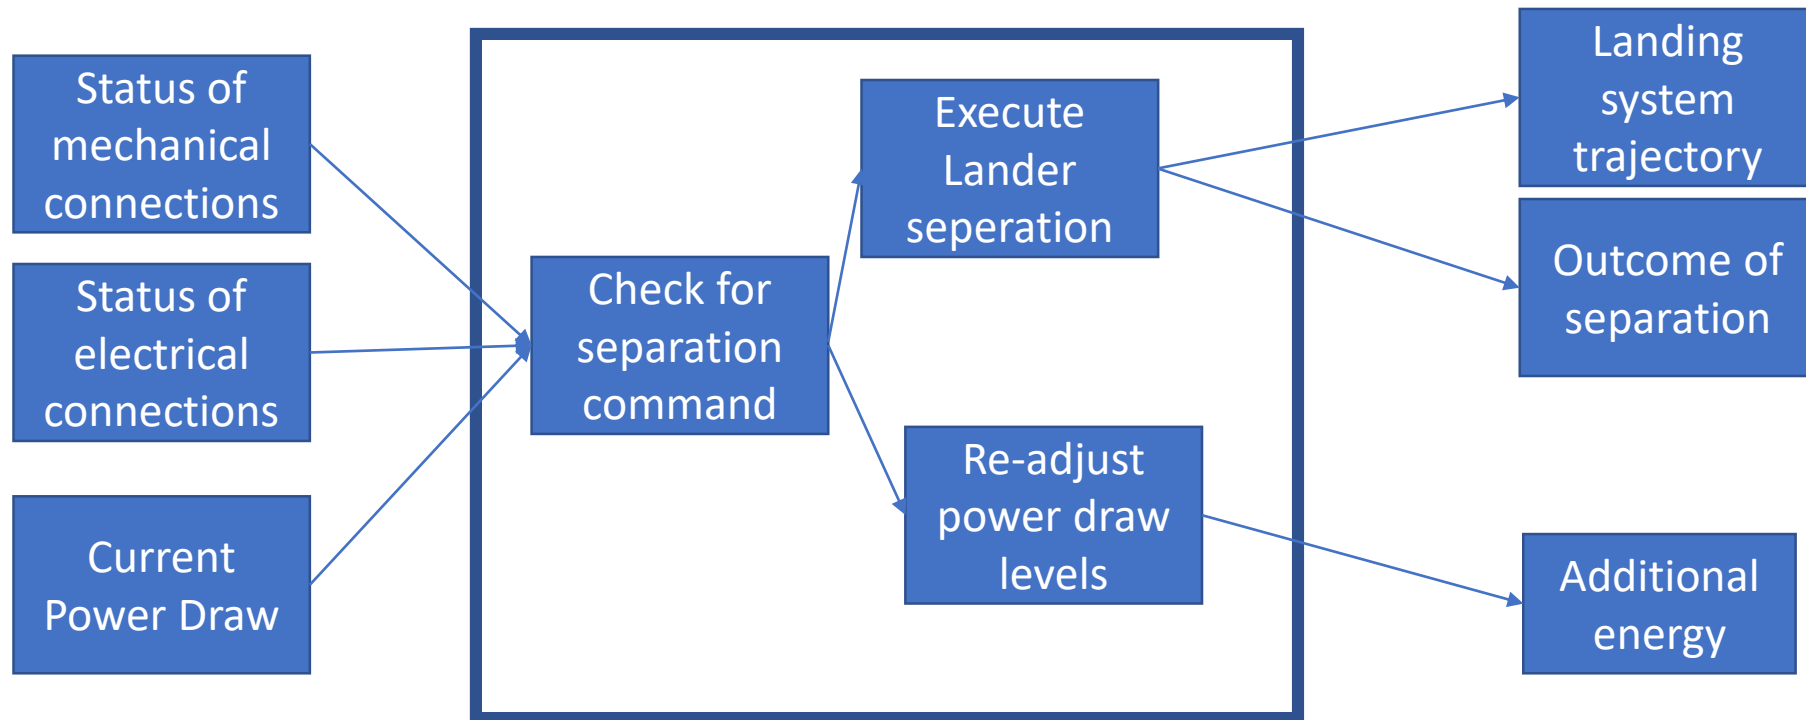 Status of
mechanical
connections
Status of
electrical
connections
Current
Power Draw
Check for
separation
command
Execute
Lander
seperation
Re-adjust
power draw
levels
Landing
system
trajectory
Outcome of
separation
Additional
energy